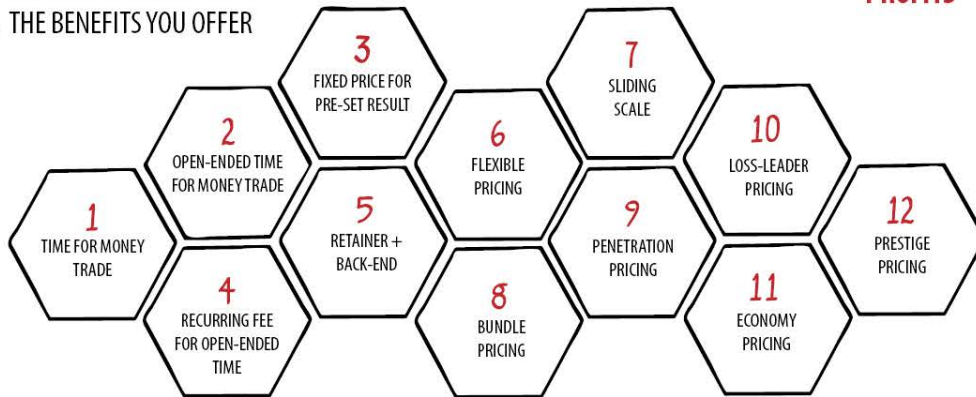 THE BENEFITS YOU OFFER
1
TIME FOR MONEY
TRADE
2
OPEN-ENDED TIME
FOR MONEY TRADE
3
FIXED PRICE FOR
PRE-SET RESULT
4
RECURRING FEE
FOR OPEN-ENDED
TIME
5
RETAINER +
BACK-END
6
FLEXIBLE
PRICING
7
SLIDING
SCALE
8
BUNDLE
PRICING
9
PENETRATION
PRICING
10
LOSS-LEADER
PRICING
11
ECONOMY
PRICING
12
PRESTIGE
PRICING